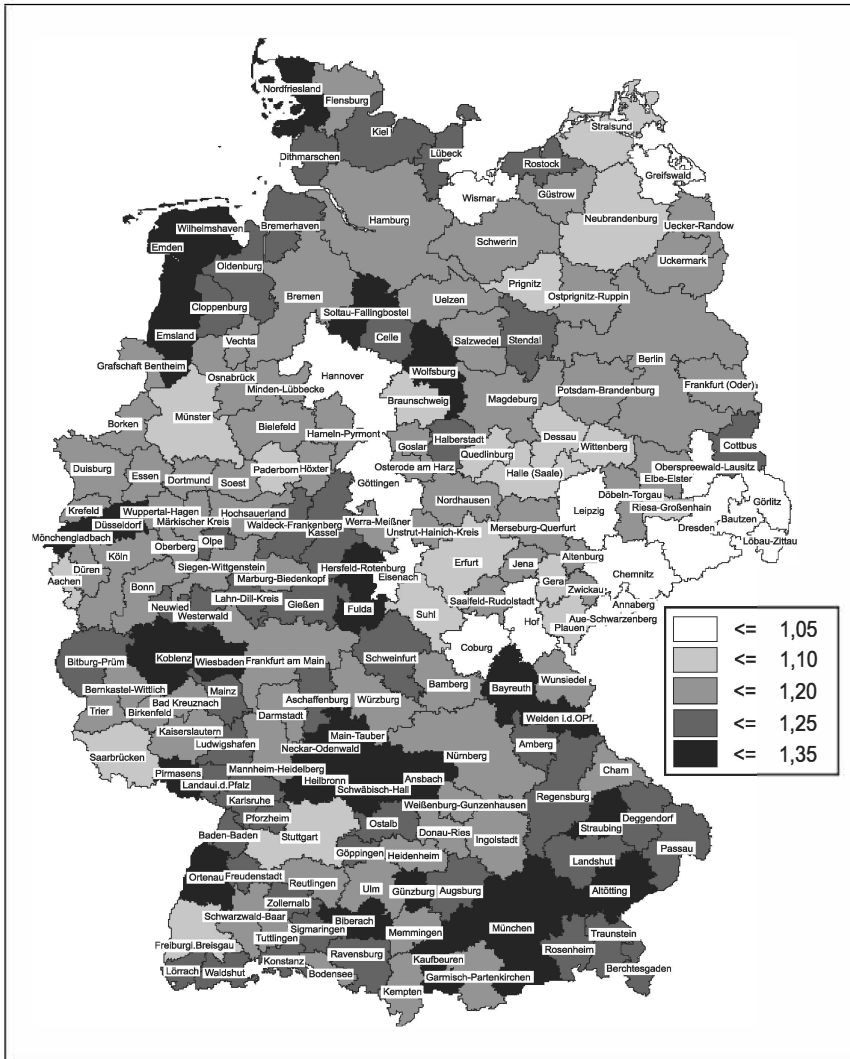 Nordfriesland
Flensburg
Kiel
Stralsund
Dithmarschen
Lübeck
Rostock
Greifswald
Wismar
Güstrow
Wilhelmshaven
Bremerhaven
Hamburg
Neubrandenburg
Uecker-Randow
Emden
Schwerin
Oldenburg
Uckermark
Prignitz
Cloppenburg
Bremen
Uelzen
Ostprignitz-Ruppin
Soltau-Fallingbostel
Emsland
Vechta
Celle
Salzwedel
Stendal
Grafschaft Bentheim
Berlin
Osnabrück
Hannover
Wolfsburg
Minden-Lübbecke
Potsdam-Brandenburg
Frankfurt (Oder)
Braunschweig
Magdeburg
Münster
Borken
Bielefeld
Hameln-Pyrmont
Halberstadt
Dessau
Goslar
Wittenberg
Cottbus
Quedlinburg
Duisburg
Essen
Dortmund
Paderborn
Höxter
Osterode am Harz
Halle (Saale)
Oberspreewald-Lausitz
Soest
Göttingen
Elbe-Elster
Nordhausen
Leipzig
Döbeln-Torgau
Görlitz
Krefeld
Wuppertal-Hagen
Hochsauerland
Riesa-Großenhain
Düsseldorf
Märkischer Kreis
Waldeck-Frankenberg
Werra-Meißner
Merseburg-Querfurt
Bautzen
Mönchengladbach
Kassel
Unstrut-Hainich-Kreis
Dresden
Olpe
Löbau-Zittau
Köln
Oberberg
Altenburg
Düren
Siegen-Wittgenstein
Hersfeld-Rotenburg
Erfurt
Jena
Aachen
Marburg-Biedenkopf
Eisenach
Gera
Chemnitz
Bonn
Zwickau
Lahn-Dill-Kreis
Saalfeld-Rudolstadt
Annaberg
Neuwied
Gießen
Fulda
Suhl
Hof
Aue-Schwarzenberg
Westerwald
Plauen
Coburg
Koblenz
Bitburg-Prüm
Wiesbaden
Frankfurt am Main
Schweinfurt
Wunsiedel
Bamberg
Bayreuth
Bernkastel-Wittlich
Mainz
Aschaffenburg
Würzburg
Bad Kreuznach
Trier
Birkenfeld
Darmstadt
Weiden i.d.OPf.
Kaiserslautern
Main-Tauber
Ludwigshafen
Neckar-Odenwald
Amberg
Saarbrücken
Nürnberg
Cham
Pirmasens
Mannheim-Heidelberg
Heilbronn
Ansbach
Landaui.d.Pfalz
Schwäbisch-Hall
Regensburg
Karlsruhe
Weißenburg-Gunzenhausen
Pforzheim
Ostalb
Deggendorf
Straubing
Baden-Baden
Stuttgart
Donau-Ries
Ingolstadt
Göppingen
Heidenheim
Passau
Landshut
Ortenau
Freudenstadt
Reutlingen
Ulm
Günzburg
Augsburg
Altötting
Zollernalb
Schwarzwald-Baar
Biberach
Sigmaringen
München
Memmingen
Traunstein
Tuttlingen
Freiburgi.Breisgau
Rosenheim
Ravensburg
Kaufbeuren
Konstanz
Lörrach
Waldshut
Bodensee
Garmisch-Partenkirchen
Berchtesgaden
Kempten
<= 1,05
<= 1,10
<= 1,20
<= 1,25
<= 1,35